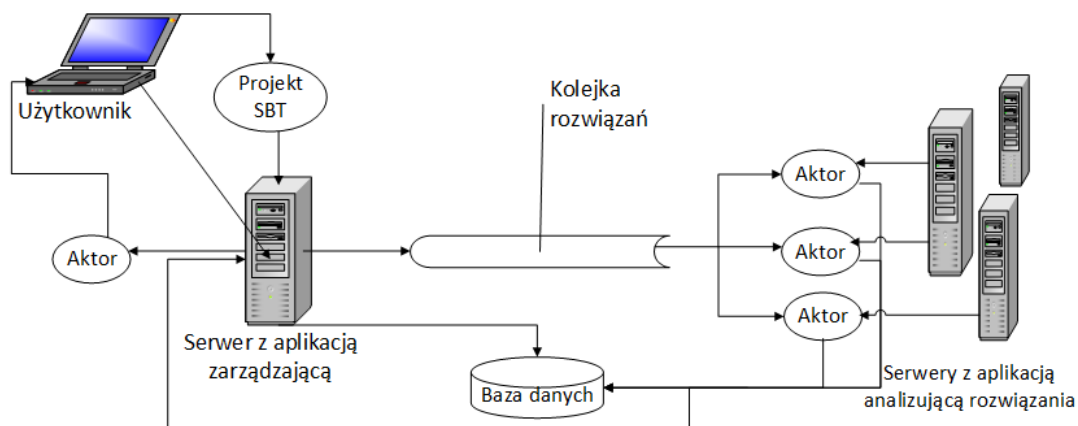 Projekt
SBT
Użytkownik
Kolejka
rozwiązań
Aktor
Aktor
Aktor
Aktor
Serwer z aplikacją
zarządzającą
Baza danych
Serwery z aplikacją
analizującą rozwiązania